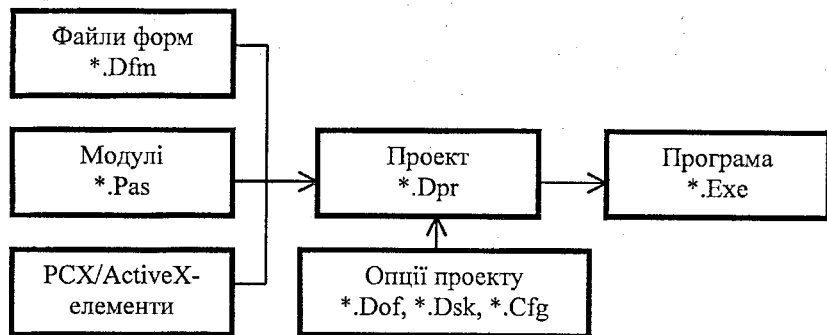 Файли форм
*.Dfm
Модулі
*.Pas
PCX/ActiveX-
елементи
Проект
*.Dpr
Опції проекту
*.Dof, *.Dsk, *.Cfg
Програма
*.Exe